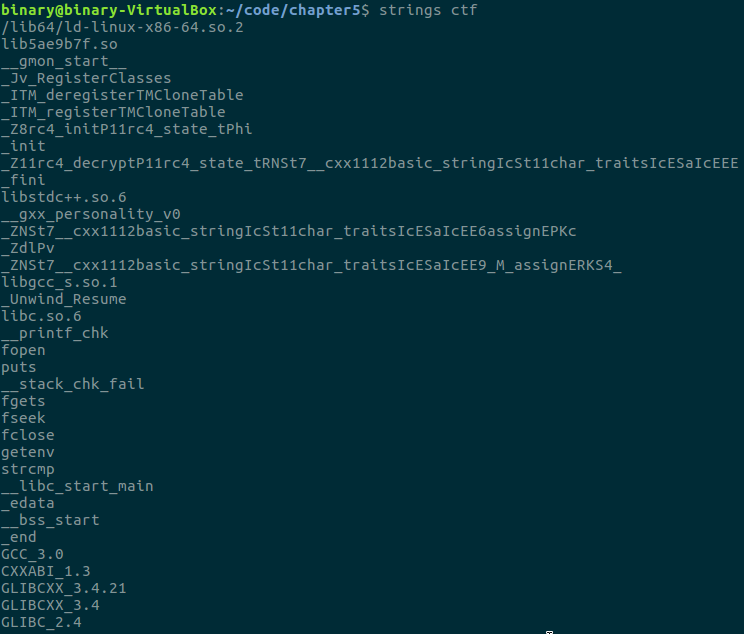 binary@binary-VirtualBox:~/code/chapter5$ strings ctf
/lib64/ld-linux-x86-64.so.2
lib5ae9b7f.so
__gmon_start__
_Jv_RegisterClasses
_ITM_deregisterTMCloneTable
_ITM_registerTMCloneTable
_Z8rc4_initP11rc4_state_tPhi
_init
_Z11rc4_decryptP11rc4_state_tRNSt7__cxx1112basic_stringIcSt11char_traitsIcESaIcEEE
_fini
libstdc++.so.6
__gxx_personality_v0
_ZNSt7__cxx1112basic_stringIcSt11char_traitsIcESaIcEE6assignEPKc
_ZdlPv
_ZNSt7__cxx1112basic_stringIcSt11char_traitsIcESaIcEE9_M_assignERKS4_
libgcc_s.so.1
_Unwind_Resume
libc.so.6
__printf_chk
fopen
puts
__stack_chk_fail
fgets
fseek
fclose
getenv
strcmp
__libc_start_main
_edata
__bss_start
_end
GCC_3.0
CXXABI_1.3
GLIBCXX_3.4.21
GLIBCXX_3.4
GLIBC_2.4